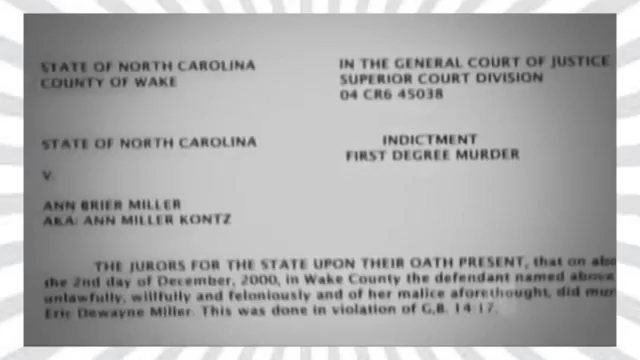 STATE OF NORTH CAROLINA
COUNTY OF WAKE
IN THE GENERAL COURT OF JUSTICE
SUPERIOR COURT DIVISION
04 CR6 45038
STATE OF NORTH CAROLINA
V.
ANN BRIER MILLER
AKA: ANN MILLER KONTZ
INDICTMENT
FIRST DEGREE MURDER
THE JURORS FOR THE STATE UPON THEIR OATH PRESENT, that on
the 2nd day of December, 2000, in Wake County the defendant named above
unlawfully, willfully and feloniously and of her malice aforethought, did
Eric Dewayne Miller. This was done in violation of G.B. 14 17.